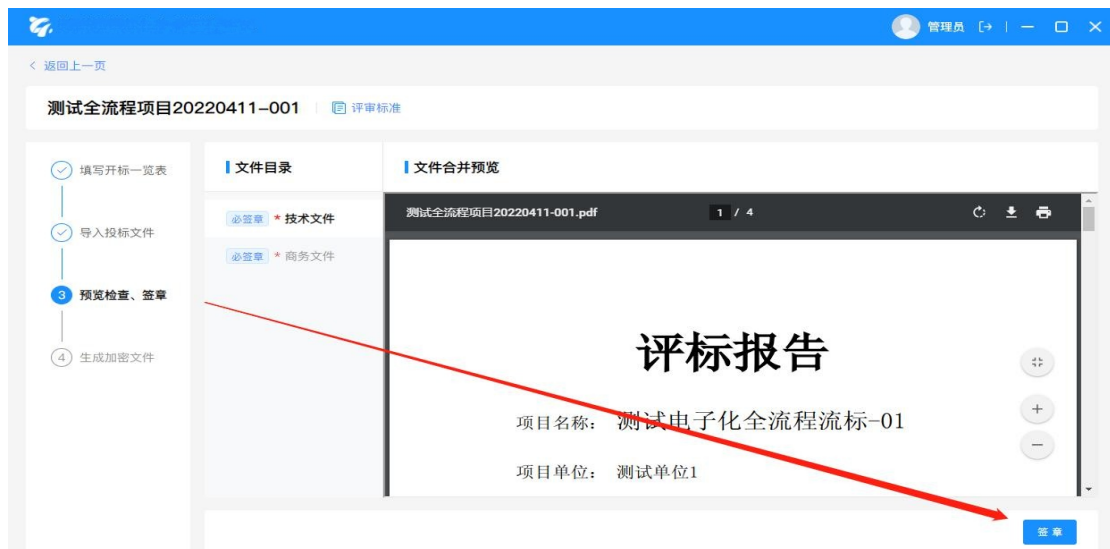 管理员
< 返回上一页
测试全流程项目20220411-001 评审标准
填写开标一览表
导入投标文件
3 预览检查、签章
4 生成加密文件
文件目录
必签章 * 技术文件
必签章 * 商务文件
文件合并预览
测试全流程项目20220411-001.pdf 1 / 4
评标报告
项目名称: 测试电子化全流程流标-01
项目单位: 测试单位1
签章